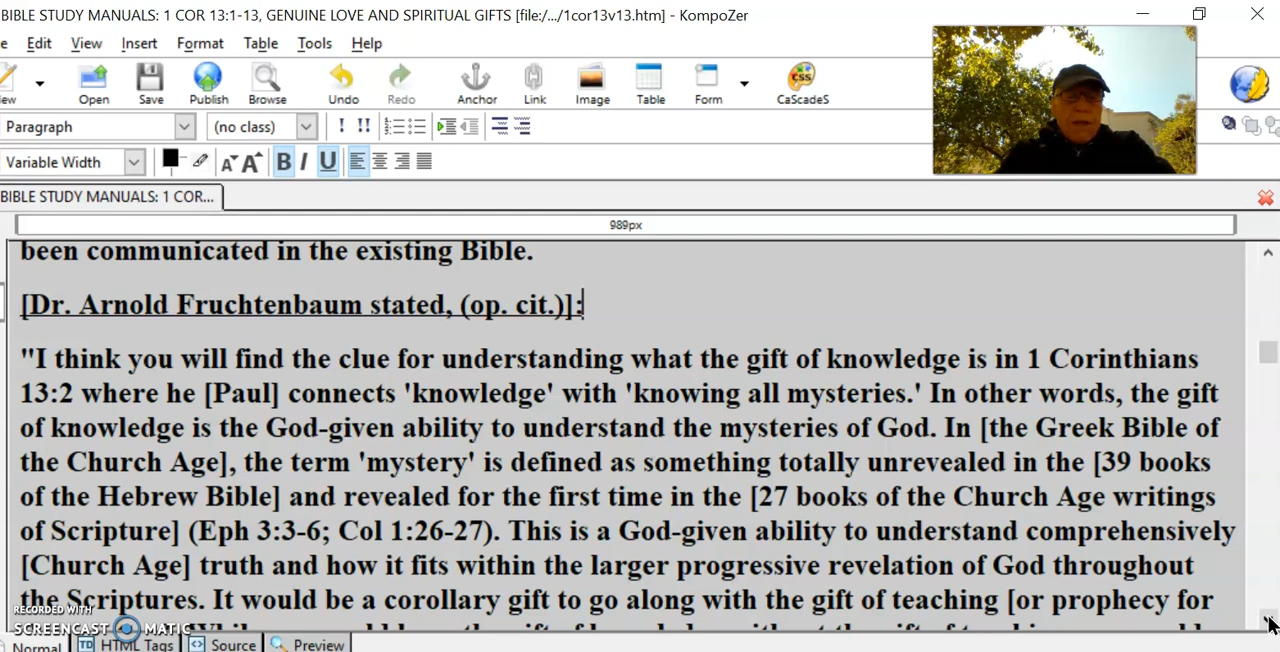 BIBLE STUDY MANUALS: 1 COR 13:1-13, GENUINE LOVE AND SPIRITUAL GIFTS [file:/.../1cor13v13.htm] - KompoZer
e Edit View Insert Format Table Tools Help
ew Open Save Publish Browse Undo Redo Anchor Link Image Table Form CaScadeS
Paragraph (no class) ! !!
Variable Width A A B I U
BIBLE STUDY MANUALS: 1 COR...
989px
been communicated in the existing Bible.
[Dr. Arnold Fruchtenbaum stated, (op. cit.)]:
"I think you will find the clue for understanding what the gift of knowledge is in 1 Corinthians
13:2 where he [Paul] connects 'knowledge' with 'knowing all mysteries.' In other words, the gift
of knowledge is the God-given ability to understand the mysteries of God. In [the Greek Bible of
the Church Age], the term 'mystery' is defined as something totally unrevealed in the [39 books
of the Hebrew Bible] and revealed for the first time in the [27 books of the Church Age writings
of Scripture] (Eph 3:3-6; Col 1:26-27). This is a God-given ability to understand comprehensively
[Church Age] truth and how it fits within the larger progressive revelation of God throughout
the Scriptures. It would be a corollary gift to go along with the gift of teaching [or prophecy for
RECORDED WITH
SCREENCAST MATIC
Normal HTML Tags Source Preview